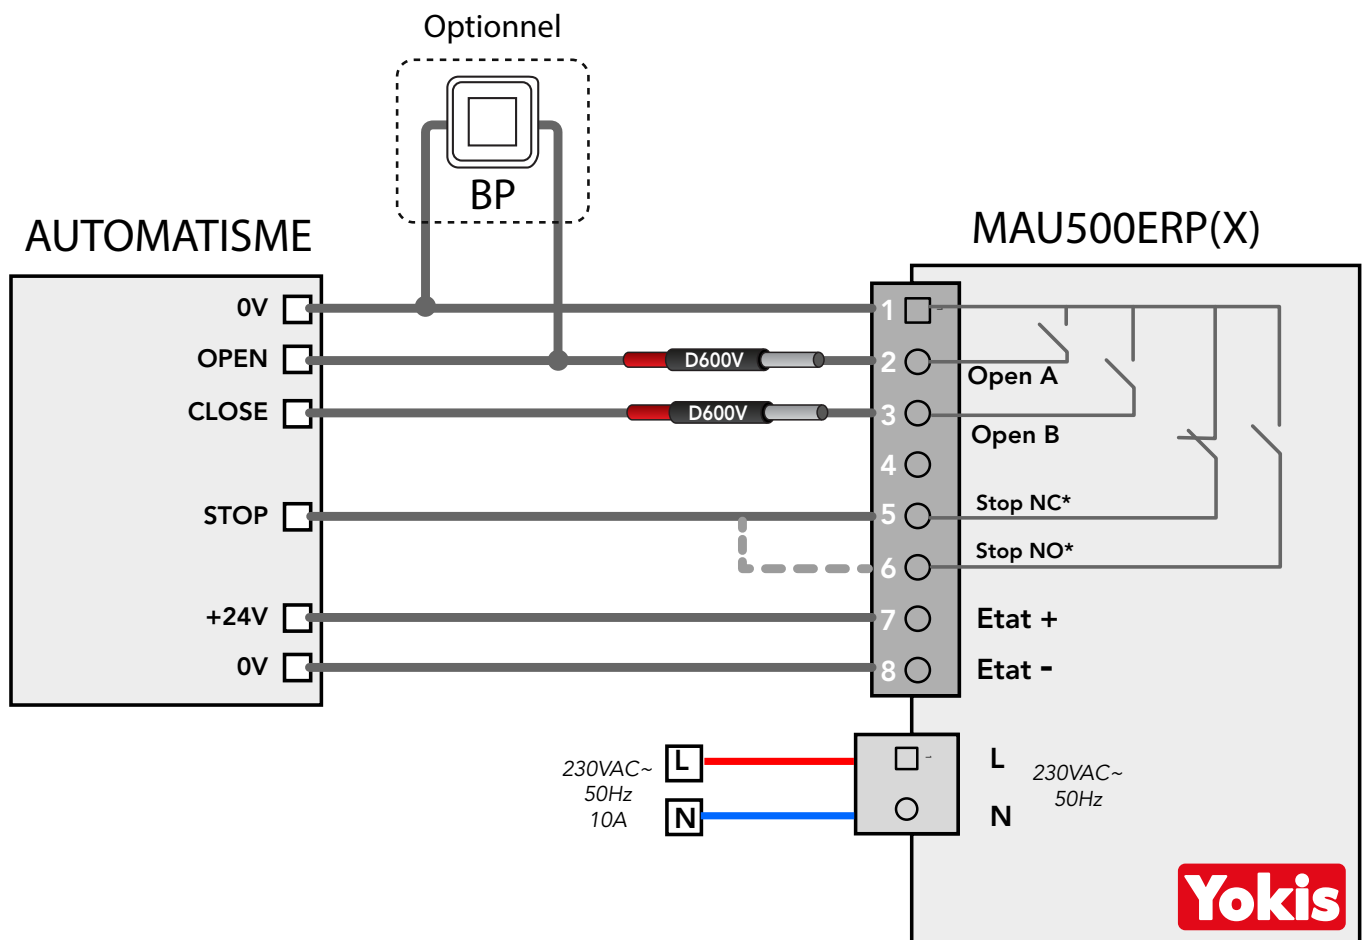 Optionnel
BP
AUTOMATISME
MAU500ERP(X)
0V
OPEN
CLOSE
STOP
+24V
0V
D600V
D600V
1
2
3
4
5
6
7
8
Open A
Open B
Stop NC*
Stop NO*
Etat +
Etat -
230VAC~
50Hz
10A
L
N
L
N
230VAC~
50Hz
Yokis